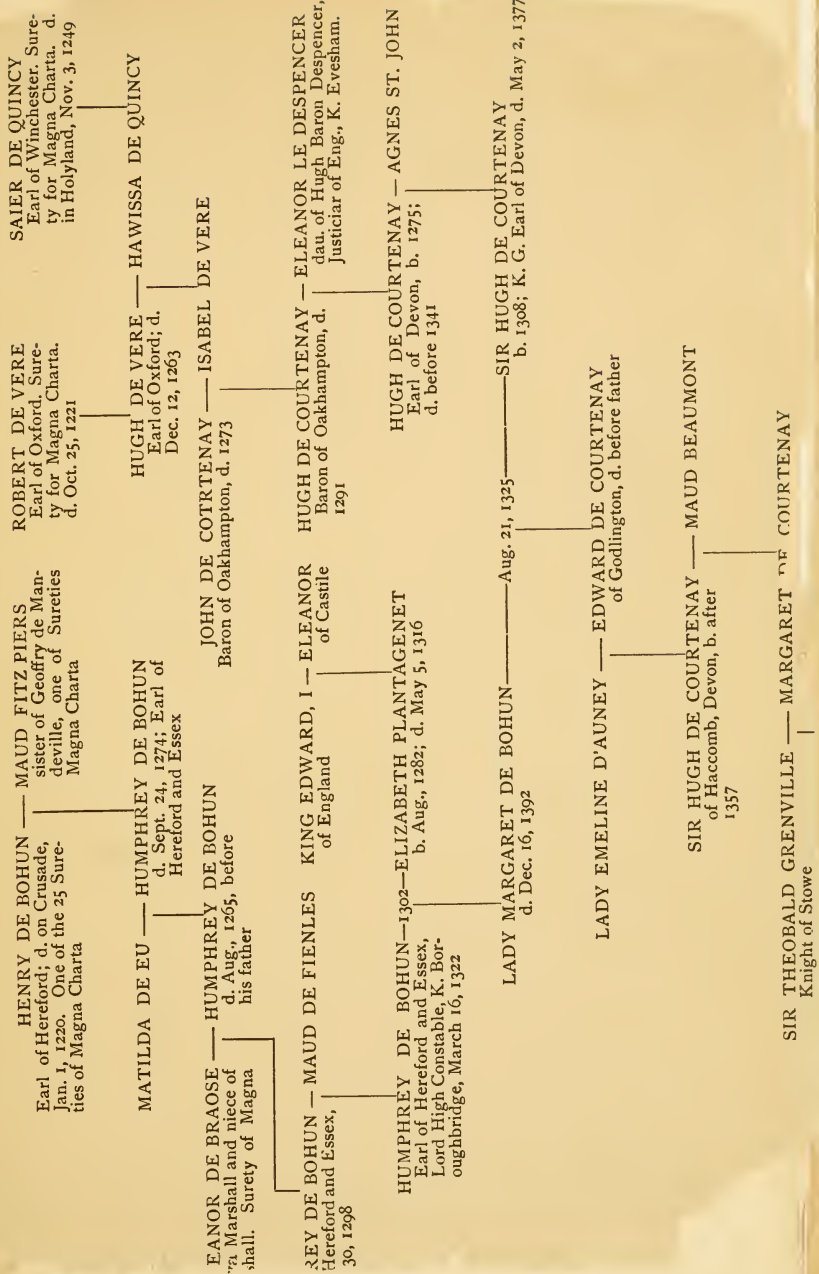 HENRY DE BOHUN — MAUD FITZ PIERS
Earl of Hereford; d. on Crusade,
Jan. 1, 1220. One of the 25 Sure-
ties of Magna Charta
sister of Geoffry de Man-
deville, one of Sureties
Magna Charta
ROBERT DE VERE
Earl of Oxford. Sure-
ty for Magna Charta.
d. Oct. 25, 1221
SAIER DE QUINCY
Earl of Winchester. Sure-
ty for Magna Charta. d.
in Holyland, Nov. 3, 1249
MATILDA DE EU — HUMPHREY DE BOHUN
d. Sept. 24, 1274; Earl of
Hereford and Essex
HUGH DE VERE — HAWISSA DE QUINCY
Earl of Oxford; d.
Dec. 12, 1263
EANOR DE BRAOSE — HUMPHREY DE BOHUN
Marshall and niece of
shall. Surety of Magna
d. Aug., 1265, before
his father
JOHN DE COTRTENAY — ISABEL DE VERE
Baron of Oakhampton, d. 1273
REY DE BOHUN — MAUD DE FIENLES
Hereford and Essex,
30, 1298
KING EDWARD, I — ELEANOR
of England
of Castile
HUGH DE COURTENAY — ELEANOR LE DESPENCER
Baron of Oakhampton, d.
1291
dau. of Hugh Baron Despencer,
Justiciar of Eng., K. Evesham.
HUMPHREY DE BOHUN—1302—ELIZABETH PLANTAGENET
Earl of Hereford and Essex,
Lord High Constable, K. Bor-
oughbridge, March 16, 1322
b. Aug., 1282; d. May 5, 1316
HUGH DE COURTENAY — AGNES ST. JOHN
Earl of Devon, b. 1275;
d. before 1341
LADY MARGARET DE BOHUN——Aug. 21, 1325——SIR HUGH DE COURTENAY
d. Dec. 16, 1392
b. 1308; K. G. Earl of Devon, d. May 2, 1377
LADY EMELINE D'AUNEY — EDWARD DE COURTENAY
of Godlington, d. before father
SIR HUGH DE COURTENAY — MAUD BEAUMONT
of Haccomb, Devon, b. after
1357
SIR THEOBALD GRENVILLE — MARGARET DE COURTENAY
Knight of Stowe